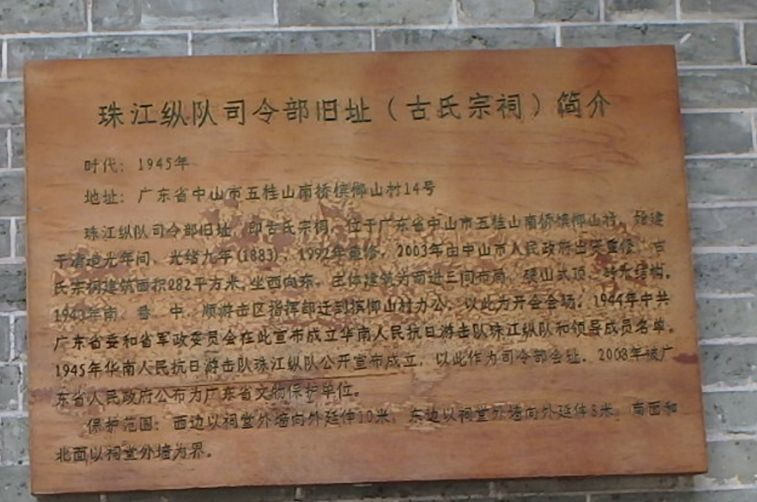 珠江纵队司令部旧址（古氏宗祠）简介
时代：1945年
地址：广东省中山市五桂山南桥槟榔山村14号
珠江纵队司令部旧址，即古氏宗祠，位于广东省中山市五桂山南桥槟榔山村，始建
于清道光年间，光绪九年(1883)，1992年重修，2003年由中山市人民政府出资重修。古
氏宗祠建筑面积282平方米，坐西向东，主体建筑为两进三间布局，硬山式顶，砖木结构。
1943年南、番、中、顺游击区指挥部迁到槟榔山村办公，以此为开会会场。1944年中共
广东省委和省军政委员会在此宣布成立华南人民抗日游击队珠江纵队和领导成员名单。
1945年华南人民抗日游击队珠江纵队公开宣布成立，以此作为司令部会址。2008年被广
东省人民政府公布为广东省文物保护单位。
保护范围：西边以祠堂外墙向外延伸10米，东边以祠堂外墙向外延伸8米，南面和
北面以祠堂外墙为界。